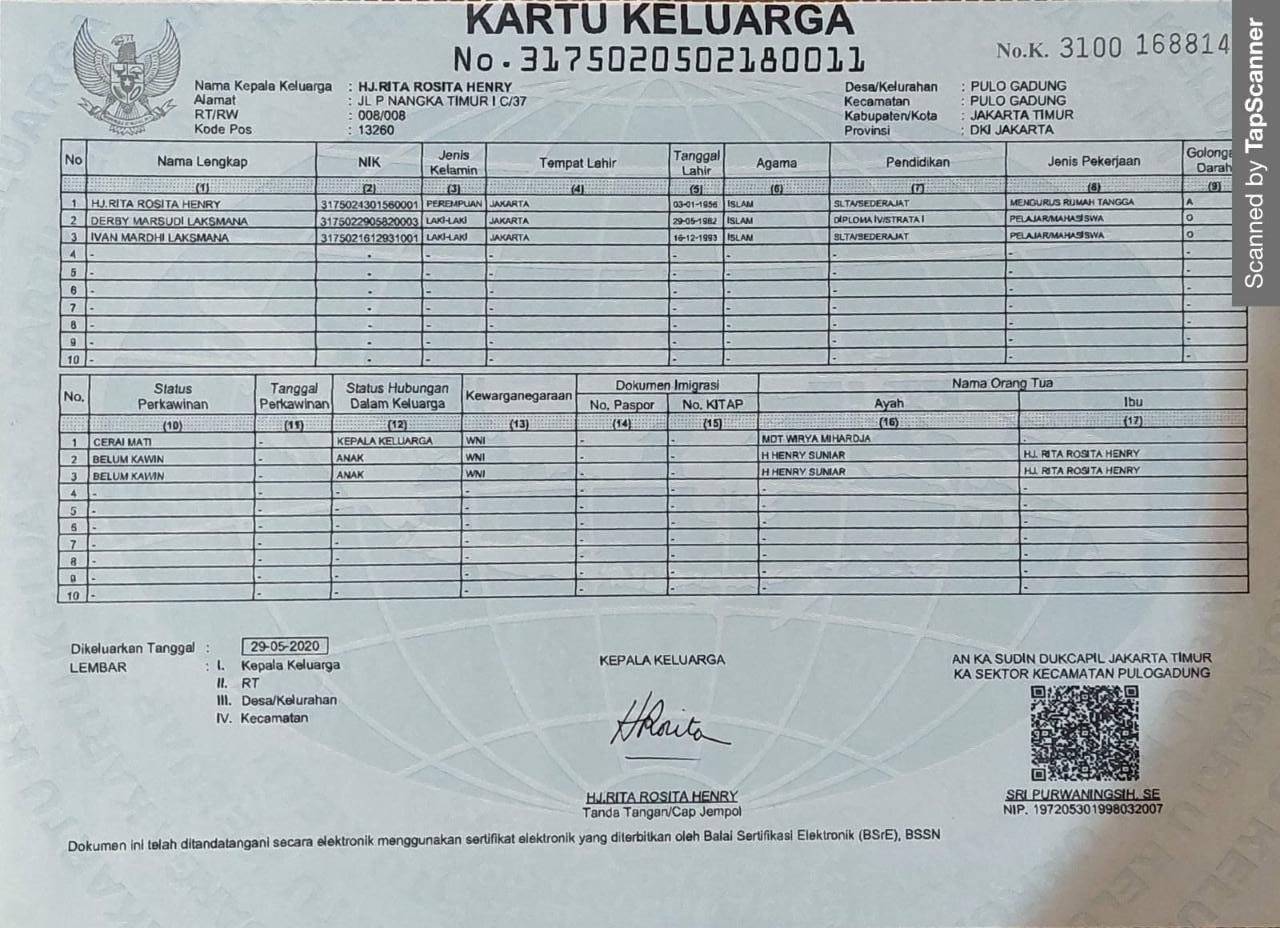 KARTU KELUARGA
No. 3175020502180011
No.K. 3100 168814
Nama Kepala Keluarga : HJ.RITA ROSITA HENRY
Alamat : JL P NANGKA TIMUR I C/37
RT/RW : 008/008
Kode Pos : 13260
Desa/Kelurahan : PULO GADUNG
Kecamatan : PULO GADUNG
Kabupaten/Kota : JAKARTA TIMUR
Provinsi : DKI JAKARTA
No Nama Lengkap NIK Jenis Kelamin Tempat Lahir Tanggal Lahir Agama Pendidikan Jenis Pekerjaan Darah
(1) (2) (3) (4) (5) (6) (7) (8) (9)
1 HJ.RITA ROSITA HENRY 3175024301560001 PEREMPUAN JAKARTA 03-01-1956 ISLAM SLTA/SEDERAJAT MENGURUS RUMAH TANGGA A
2 DERBY MARSUDI LAKSMANA 3175022905820003 LAKI-LAKI JAKARTA 29-05-1982 ISLAM DIPLOMA IV/STRATA I PELAJAR/MAHASISWA O
3 IVAN MARDHI LAKSMANA 3175021612931001 LAKI-LAKI JAKARTA 16-12-1993 ISLAM SLTA/SEDERAJAT PELAJAR/MAHASISWA O
4 - - - - - - - - -
5 - - - - - - - - -
6 - - - - - - - - -
7 - - - - - - - - -
8 - - - - - - - - -
9 - - - - - - - - -
10 - - - - - - - - -
No. Status Perkawinan Tanggal Perkawinan Status Hubungan Dalam Keluarga Kewarganegaraan Dokumen Imigrasi Nama Orang Tua
No. Paspor No. KITAP Ayah Ibu
(10) (11) (12) (13) (14) (15) (16) (17)
1 CERAI MATI - KEPALA KELUARGA WNI - - MDT WIRYA MIHARDJA -
2 BELUM KAWIN - ANAK WNI - - H HENRY SUNIAR HJ. RITA ROSITA HENRY
3 BELUM KAWIN - ANAK WNI - - H HENRY SUNIAR HJ. RITA ROSITA HENRY
4 - - - - - - - -
5 - - - - - - - -
6 - - - - - - - -
7 - - - - - - - -
8 - - - - - - - -
9 - - - - - - - -
10 - - - - - - - -
Dikeluarkan Tanggal : 29-05-2020
LEMBAR : I. Kepala Keluarga
II. RT
III. Desa/Kelurahan
IV. Kecamatan
KEPALA KELUARGA
HRosita
HJ.RITA ROSITA HENRY
Tanda Tangan/Cap Jempol
AN KA SUDIN DUKCAPIL JAKARTA TIMUR
KA SEKTOR KECAMATAN PULOGADUNG
SRI PURWANINGSIH, SE
NIP. 197205301998032007
Dokumen ini telah ditandatangani secara elektronik menggunakan sertifikat elektronik yang diterbitkan oleh Balai Sertifikasi Elektronik (BSrE), BSSN
Scanned by TapScanner